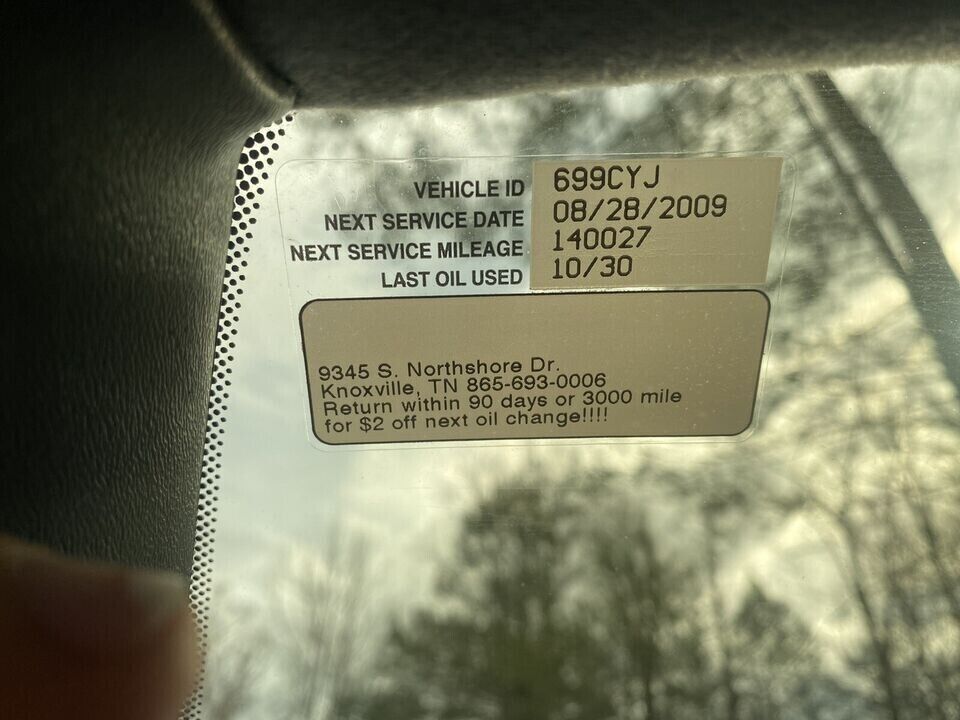 VEHICLE ID 699CYJ
NEXT SERVICE DATE 08/28/2009
NEXT SERVICE MILEAGE 140027
LAST OIL USED 10/30
9345 S. Northshore Dr.
Knoxville, TN 865-693-0006
Return within 90 days or 3000 mile
for $2 off next oil change!!!!